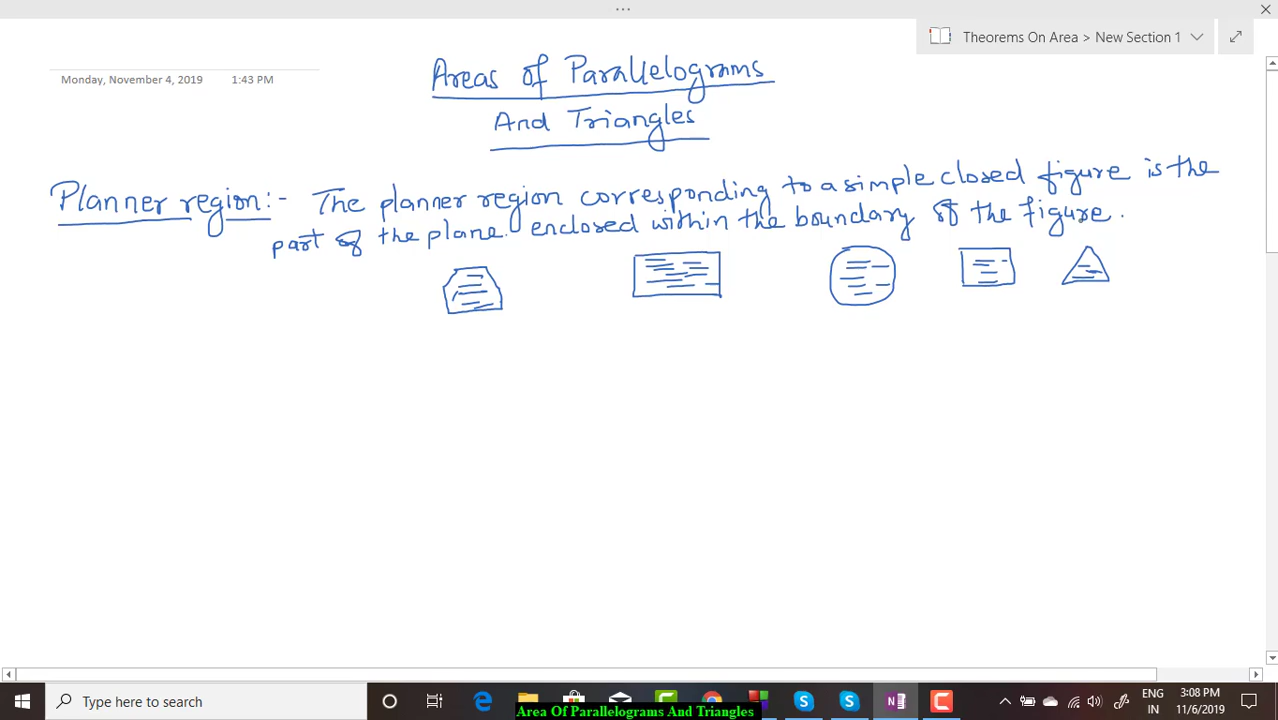 Theorems On Area > New Section 1
Monday, November 4, 2019 1:43 PM
Areas of Parallelograms
And Triangles
Planner region:- The planner region corresponding to a simple closed figure is the
part of the plane. enclosed within the boundary of the figure.
Type here to search
ENG
IN
3:08 PM
11/6/2019
Area Of Parallelograms And Triangles